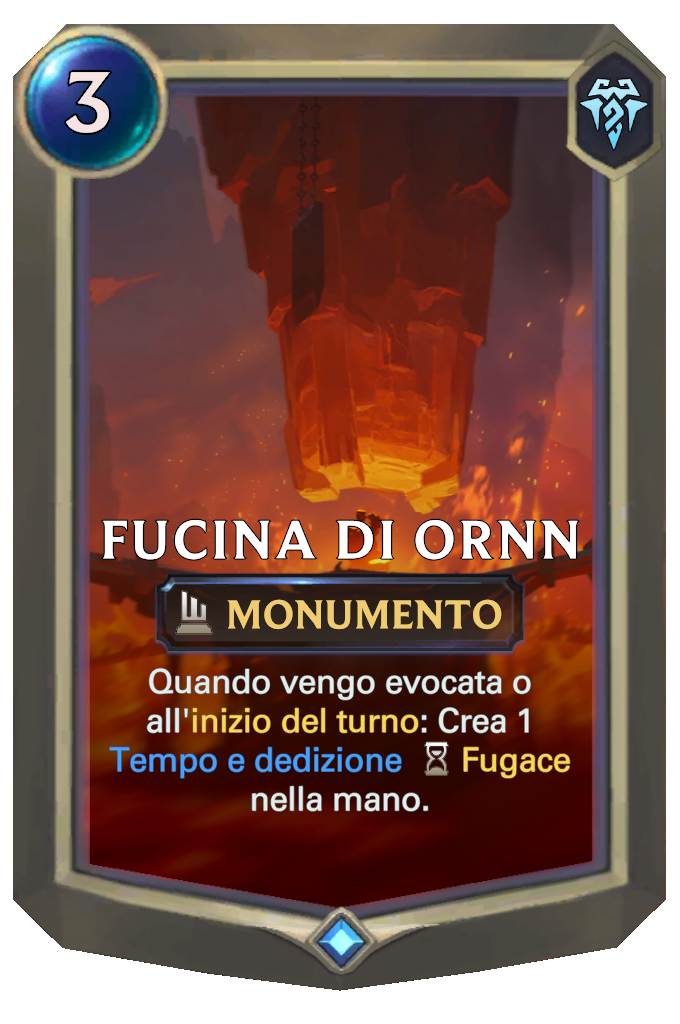 3
FUCINA DI ORNN
MONUMENTO
Quando vengo evocata o
all'inizio del turno: Crea 1
Tempo e dedizione Fugace
nella mano.